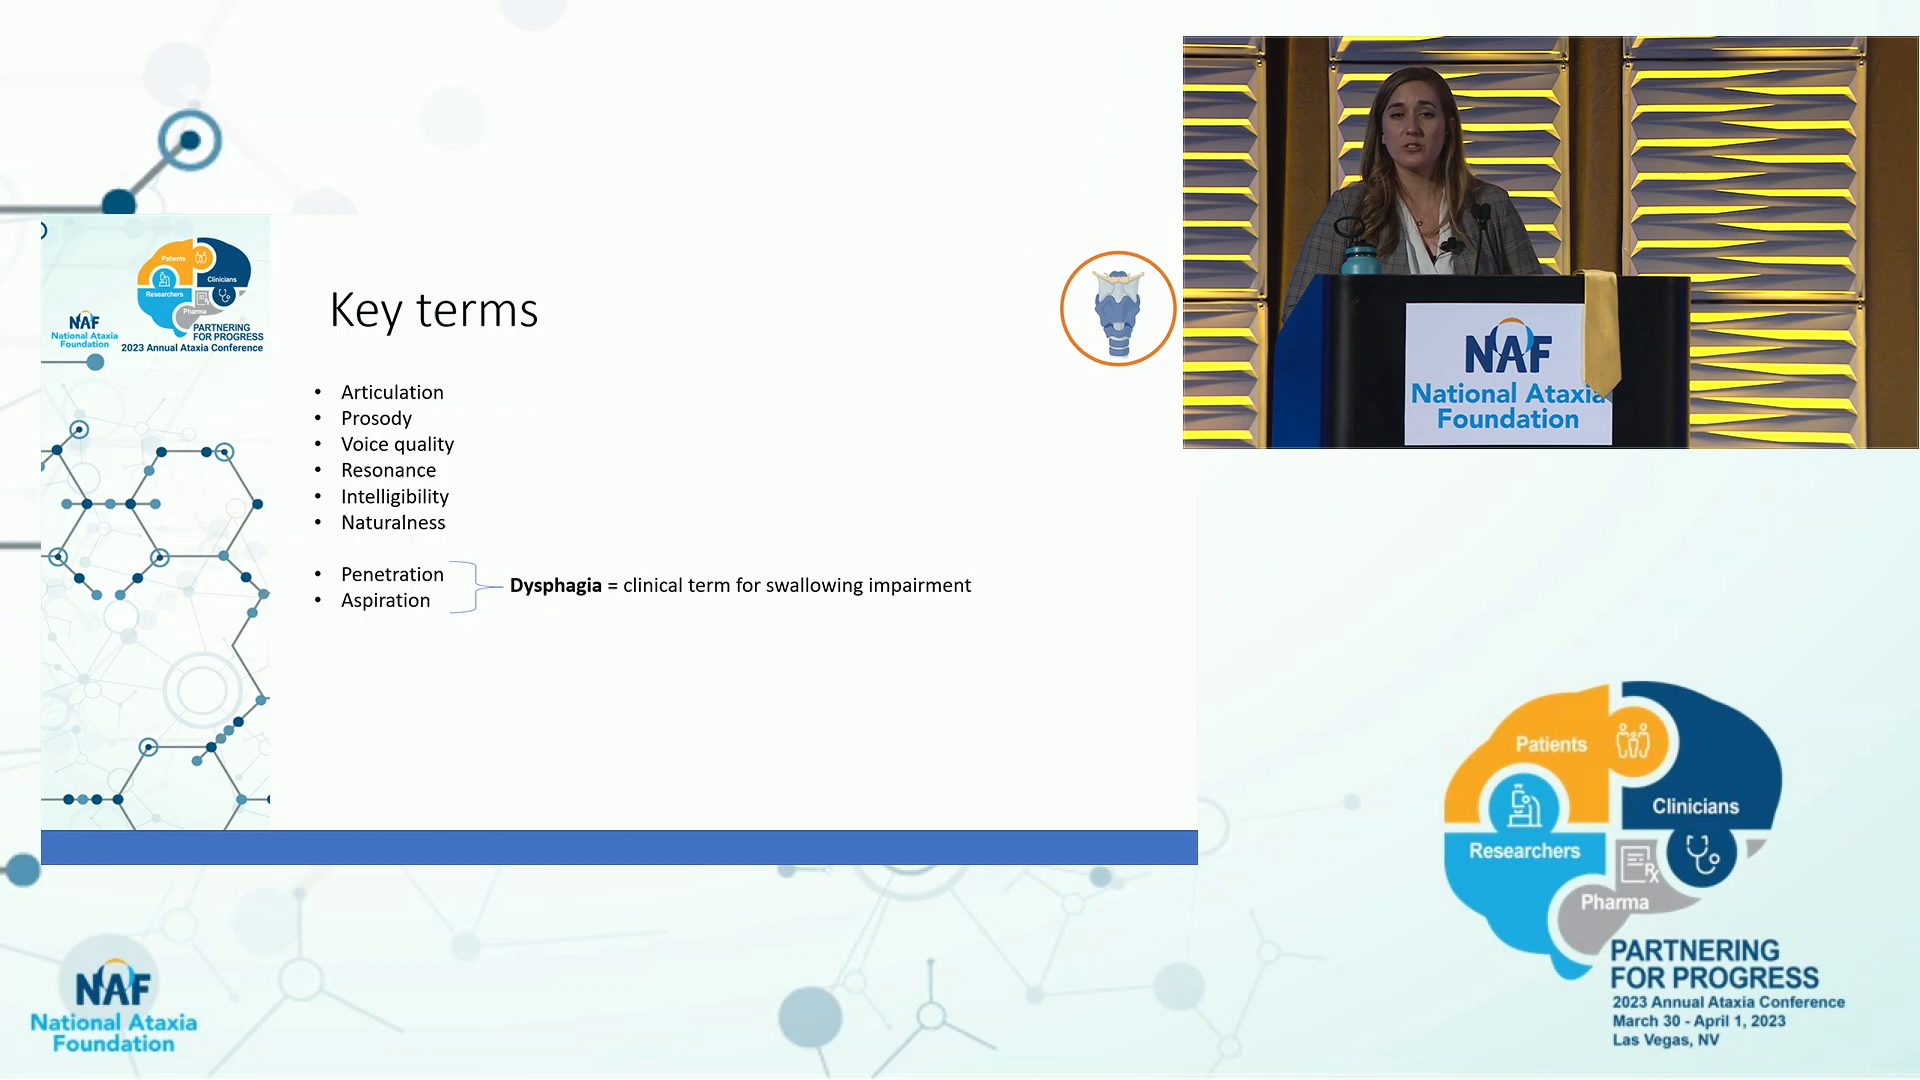 Patients
Clinicians
Researchers
Pharma
NAF
National Ataxia
Foundation
PARTNERING
FOR PROGRESS
2023 Annual Ataxia Conference
Key terms
• Articulation
• Prosody
• Voice quality
• Resonance
• Intelligibility
• Naturalness
• Penetration
• Aspiration
Dysphagia = clinical term for swallowing impairment
NAF
National Ataxia
Foundation
Patients
Clinicians
Researchers
Rx
Pharma
PARTNERING
FOR PROGRESS
2023 Annual Ataxia Conference
March 30 - April 1, 2023
Las Vegas, NV
NAF
National Ataxia
Foundation